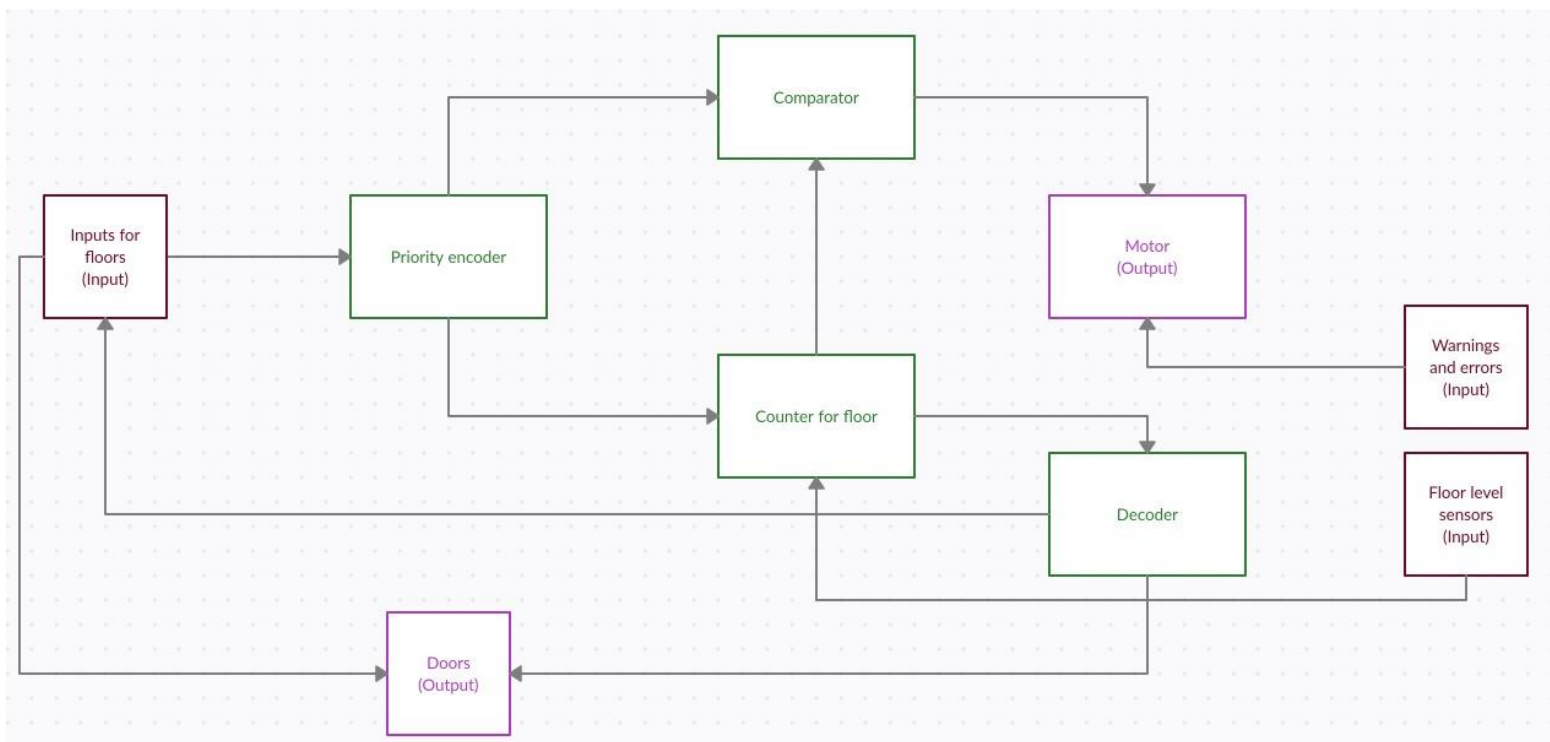 Comparator
Inputs for
floors
(Input)
Priority encoder
Motor
(Output)
Warnings
and errors
(Input)
Counter for floor
Floor level
sensors
(Input)
Decoder
Doors
(Output)